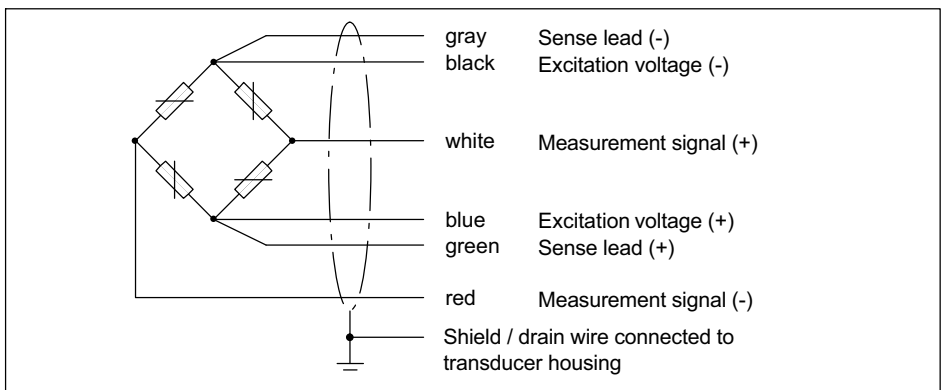 gray Sense lead (-)
black Excitation voltage (-)
white Measurement signal (+)
blue Excitation voltage (+)
green Sense lead (+)
red Measurement signal (-)
Shield / drain wire connected to
transducer housing